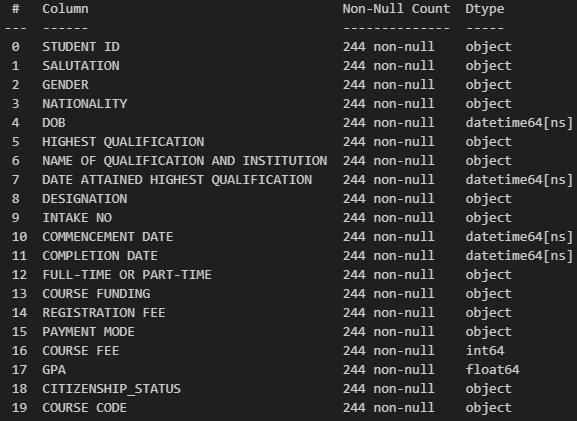 #   Column                                 Non-Null Count  Dtype
---  ------                                 --------------  -----
0   STUDENT ID                             244 non-null    object
1   SALUTATION                             244 non-null    object
2   GENDER                                 244 non-null    object
3   NATIONALITY                            244 non-null    object
4   DOB                                    244 non-null    datetime64[ns]
5   HIGHEST QUALIFICATION                  244 non-null    object
6   NAME OF QUALIFICATION AND INSTITUTION  244 non-null    object
7   DATE ATTAINED HIGHEST QUALIFICATION    244 non-null    datetime64[ns]
8   DESIGNATION                            244 non-null    object
9   INTAKE NO                              244 non-null    object
10  COMMENCEMENT DATE                      244 non-null    datetime64[ns]
11  COMPLETION DATE                        244 non-null    datetime64[ns]
12  FULL-TIME OR PART-TIME                 244 non-null    object
13  COURSE FUNDING                         244 non-null    object
14  REGISTRATION FEE                       244 non-null    object
15  PAYMENT MODE                           244 non-null    object
16  COURSE FEE                             244 non-null    int64
17  GPA                                    244 non-null    float64
18  CITIZENSHIP_STATUS                     244 non-null    object
19  COURSE CODE                            244 non-null    object